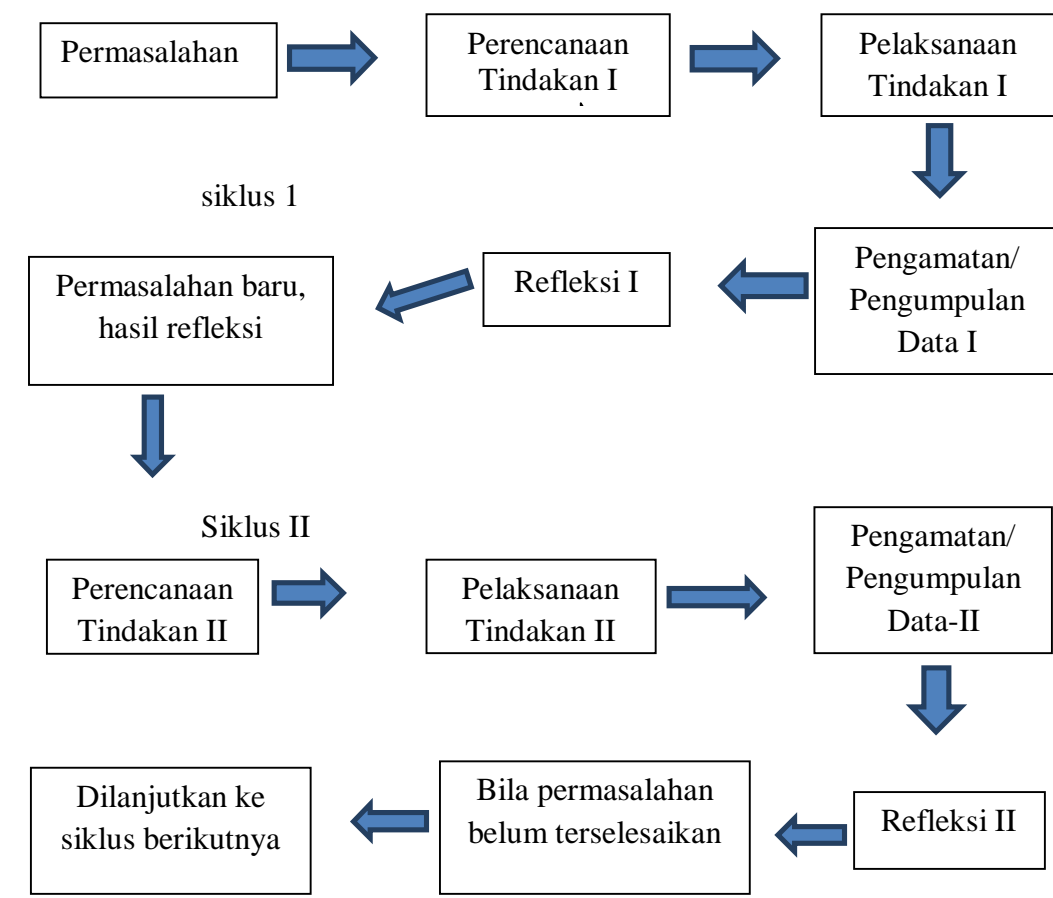 Permasalahan
Perencanaan
Tindakan I
Pelaksanaan
Tindakan I
siklus 1
Pengamatan/
Pengumpulan
Data I
Refleksi I
Permasalahan baru,
hasil refleksi
Siklus II
Perencanaan
Tindakan II
Pelaksanaan
Tindakan II
Pengamatan/
Pengumpulan
Data-II
Refleksi II
Bila permasalahan
belum terselesaikan
Dilanjutkan ke
siklus berikutnya